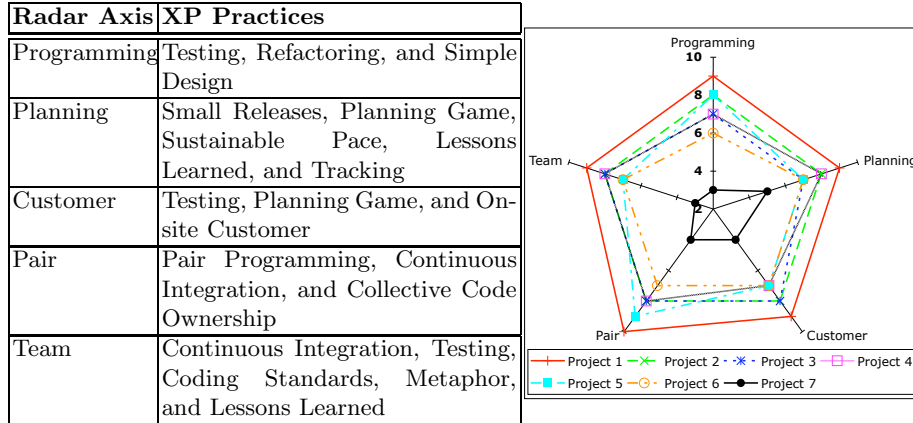 Radar Axis XP Practices
Programming Testing, Refactoring, and Simple
Design
Planning Small Releases, Planning Game,
Sustainable Pace, Lessons
Learned, and Tracking
Customer Testing, Planning Game, and On-
site Customer
Pair Pair Programming, Continuous
Integration, and Collective Code
Ownership
Team Continuous Integration, Testing,
Coding Standards, Metaphor,
and Lessons Learned
Programming
10
8
6
4
2
Team
Planning
Pair
Customer
Project 1 Project 2 Project 3 Project 4
Project 5 Project 6 Project 7